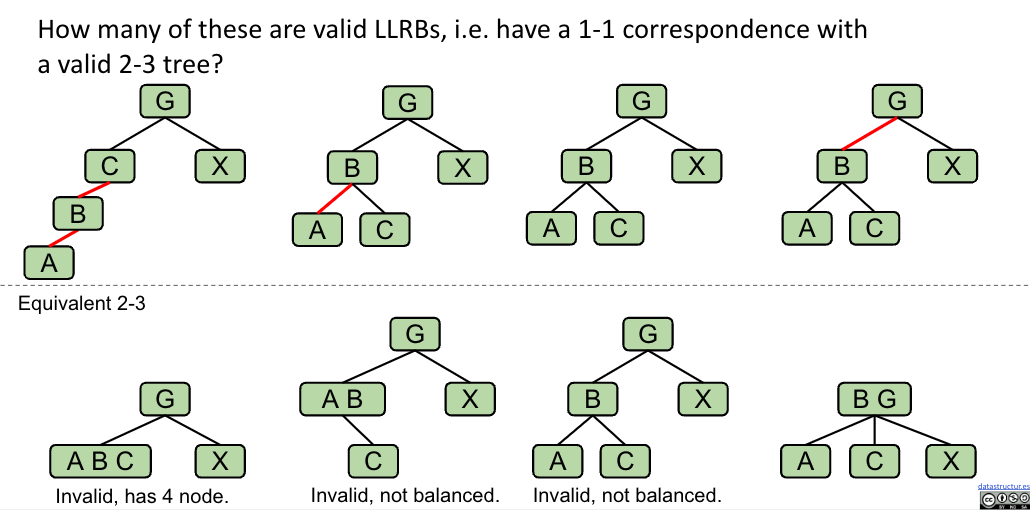 How many of these are valid LLRBs, i.e. have a 1-1 correspondence with
a valid 2-3 tree?
G G G G
C X B X B X B X
B
A C A C A C
A
Equivalent 2-3
G G
G A B X B X B G
A B C X C A C A C X
Invalid, has 4 node. Invalid, not balanced. Invalid, not balanced.
datastructur.es